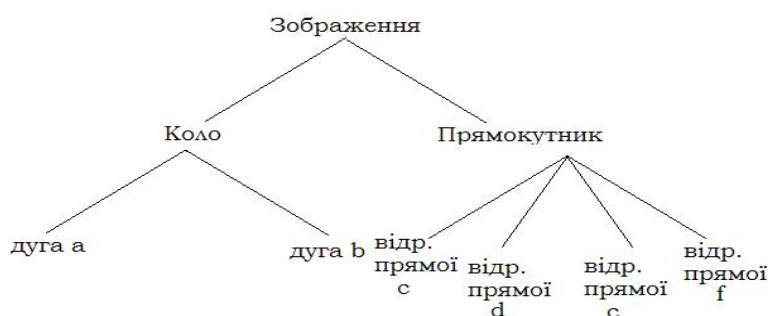 Зображення
Коло
Прямокутник
дуга a
дуга b
відр.
прямої
c
відр.
прямої
d
відр.
прямої
c
відр.
прямої
f